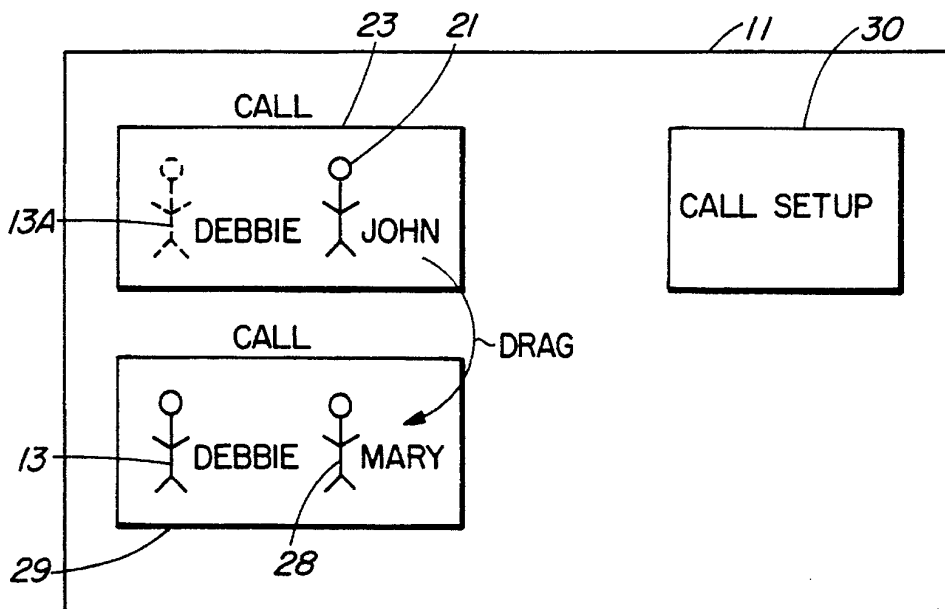 23 21 11 30
CALL
13A DEBBIE JOHN CALL SETUP
CALL DRAG
13 DEBBIE MARY
29 28